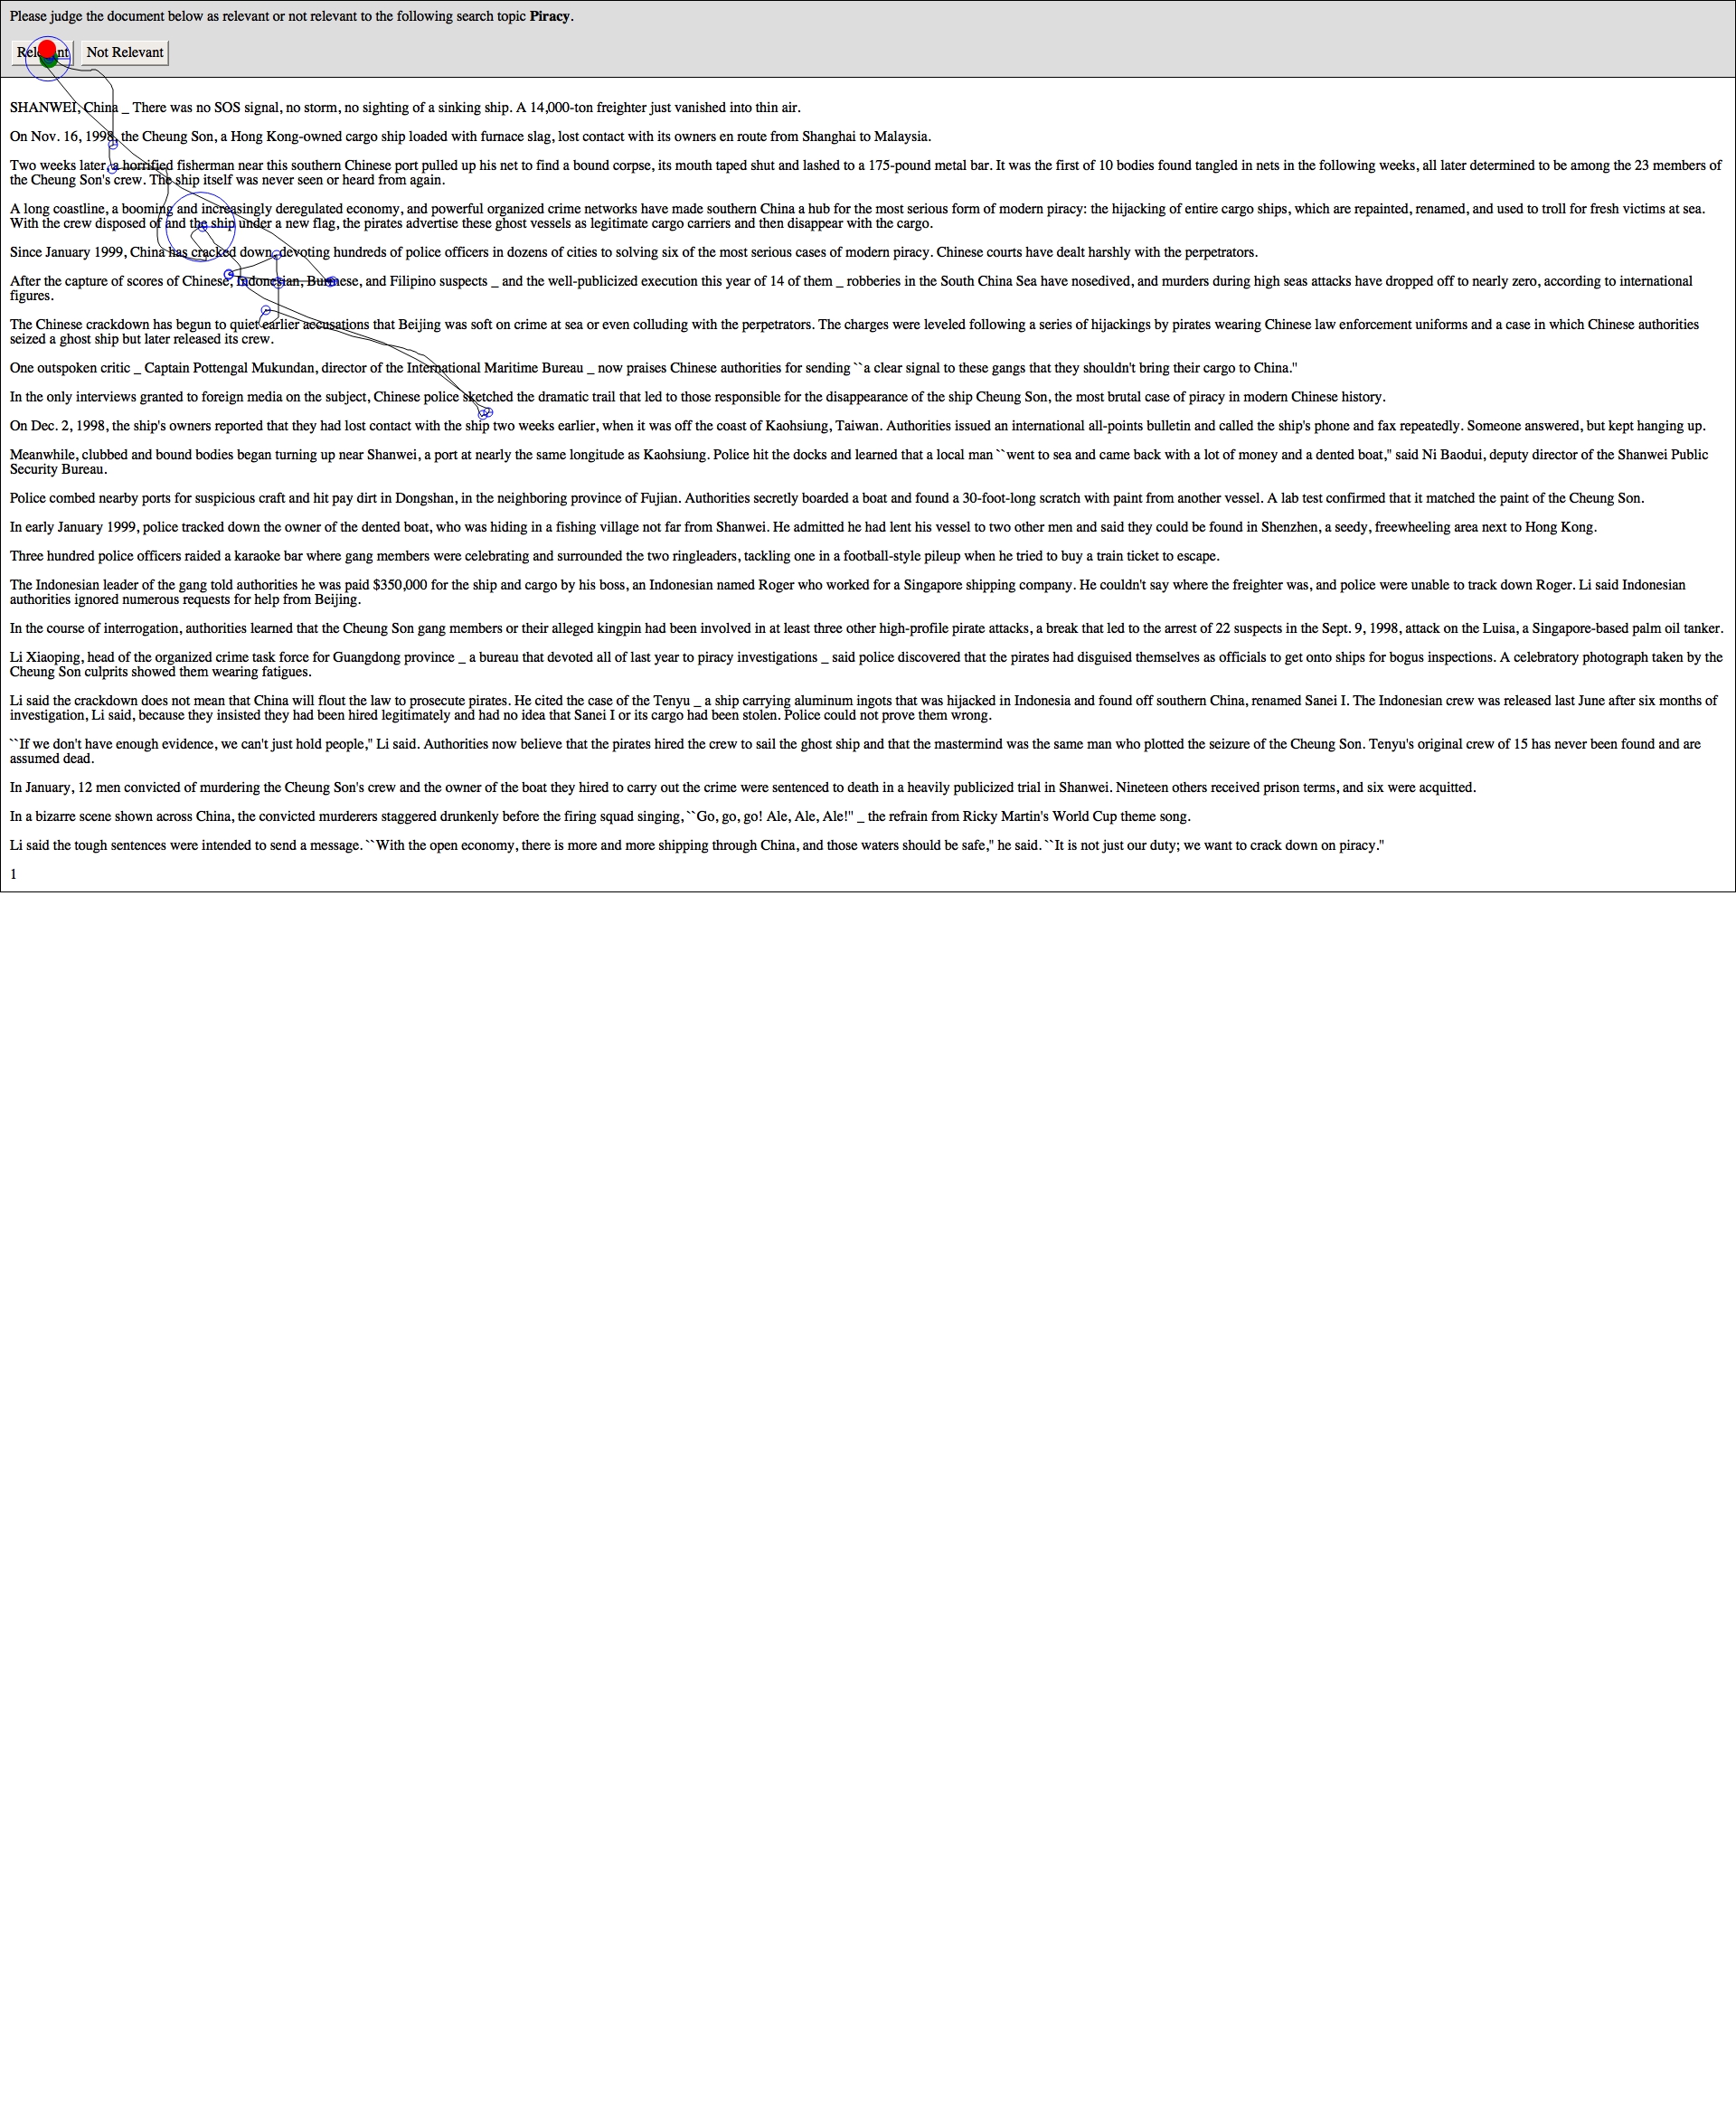 Please judge the document below as relevant or not relevant to the following search topic Piracy.
Relevant Not Relevant
SHANWEI, China _ There was no SOS signal, no storm, no sighting of a sinking ship. A 14,000-ton freighter just vanished into thin air.
On Nov. 16, 1998, the Cheung Son, a Hong Kong-owned cargo ship loaded with furnace slag, lost contact with its owners en route from Shanghai to Malaysia.
Two weeks later, a horrified fisherman near this southern Chinese port pulled up his net to find a bound corpse, its mouth taped shut and lashed to a 175-pound metal bar. It was the first of 10 bodies found tangled in nets in the following weeks, all later determined to be among the 23 members of
the Cheung Son's crew. The ship itself was never seen or heard from again.
A long coastline, a booming and increasingly deregulated economy, and powerful organized crime networks have made southern China a hub for the most serious form of modern piracy: the hijacking of entire cargo ships, which are repainted, renamed, and used to troll for fresh victims at sea.
With the crew disposed of and the ship under a new flag, the pirates advertise these ghost vessels as legitimate cargo carriers and then disappear with the cargo.
Since January 1999, China has cracked down, devoting hundreds of police officers in dozens of cities to solving six of the most serious cases of modern piracy. Chinese courts have dealt harshly with the perpetrators.
After the capture of scores of Chinese, Indonesian, Burmese, and Filipino suspects _ and the well-publicized execution this year of 14 of them _ robberies in the South China Sea have nosedived, and murders during high seas attacks have dropped off to nearly zero, according to international
figures.
The Chinese crackdown has begun to quiet earlier accusations that Beijing was soft on crime at sea or even colluding with the perpetrators. The charges were leveled following a series of hijackings by pirates wearing Chinese law enforcement uniforms and a case in which Chinese authorities
seized a ghost ship but later released its crew.
One outspoken critic _ Captain Pottengal Mukundan, director of the International Maritime Bureau _ now praises Chinese authorities for sending ``a clear signal to these gangs that they shouldn't bring their cargo to China.''
In the only interviews granted to foreign media on the subject, Chinese police sketched the dramatic trail that led to those responsible for the disappearance of the ship Cheung Son, the most brutal case of piracy in modern Chinese history.
On Dec. 2, 1998, the ship's owners reported that they had lost contact with the ship two weeks earlier, when it was off the coast of Kaohsiung, Taiwan. Authorities issued an international all-points bulletin and called the ship's phone and fax repeatedly. Someone answered, but kept hanging up.
Meanwhile, clubbed and bound bodies began turning up near Shanwei, a port at nearly the same longitude as Kaohsiung. Police hit the docks and learned that a local man ``went to sea and came back with a lot of money and a dented boat,'' said Ni Baodui, deputy director of the Shanwei Public
Security Bureau.
Police combed nearby ports for suspicious craft and hit pay dirt in Dongshan, in the neighboring province of Fujian. Authorities secretly boarded a boat and found a 30-foot-long scratch with paint from another vessel. A lab test confirmed that it matched the paint of the Cheung Son.
In early January 1999, police tracked down the owner of the dented boat, who was hiding in a fishing village not far from Shanwei. He admitted he had lent his vessel to two other men and said they could be found in Shenzhen, a seedy, freewheeling area next to Hong Kong.
Three hundred police officers raided a karaoke bar where gang members were celebrating and surrounded the two ringleaders, tackling one in a football-style pileup when he tried to buy a train ticket to escape.
The Indonesian leader of the gang told authorities he was paid $350,000 for the ship and cargo by his boss, an Indonesian named Roger who worked for a Singapore shipping company. He couldn't say where the freighter was, and police were unable to track down Roger. Li said Indonesian
authorities ignored numerous requests for help from Beijing.
In the course of interrogation, authorities learned that the Cheung Son gang members or their alleged kingpin had been involved in at least three other high-profile pirate attacks, a break that led to the arrest of 22 suspects in the Sept. 9, 1998, attack on the Luisa, a Singapore-based palm oil tanker.
Li Xiaoping, head of the organized crime task force for Guangdong province _ a bureau that devoted all of last year to piracy investigations _ said police discovered that the pirates had disguised themselves as officials to get onto ships for bogus inspections. A celebratory photograph taken by the
Cheung Son culprits showed them wearing fatigues.
Li said the crackdown does not mean that China will flout the law to prosecute pirates. He cited the case of the Tenyu _ a ship carrying aluminum ingots that was hijacked in Indonesia and found off southern China, renamed Sanei I. The Indonesian crew was released last June after six months of
investigation, Li said, because they insisted they had been hired legitimately and had no idea that Sanei I or its cargo had been stolen. Police could not prove them wrong.
``If we don't have enough evidence, we can't just hold people,'' Li said. Authorities now believe that the pirates hired the crew to sail the ghost ship and that the mastermind was the same man who plotted the seizure of the Cheung Son. Tenyu's original crew of 15 has never been found and are
assumed dead.
In January, 12 men convicted of murdering the Cheung Son's crew and the owner of the boat they hired to carry out the crime were sentenced to death in a heavily publicized trial in Shanwei. Nineteen others received prison terms, and six were acquitted.
In a bizarre scene shown across China, the convicted murderers staggered drunkenly before the firing squad singing, ``Go, go, go! Ale, Ale, Ale!'' _ the refrain from Ricky Martin's World Cup theme song.
Li said the tough sentences were intended to send a message. ``With the open economy, there is more and more shipping through China, and those waters should be safe,'' he said. ``It is not just our duty; we want to crack down on piracy.''
1